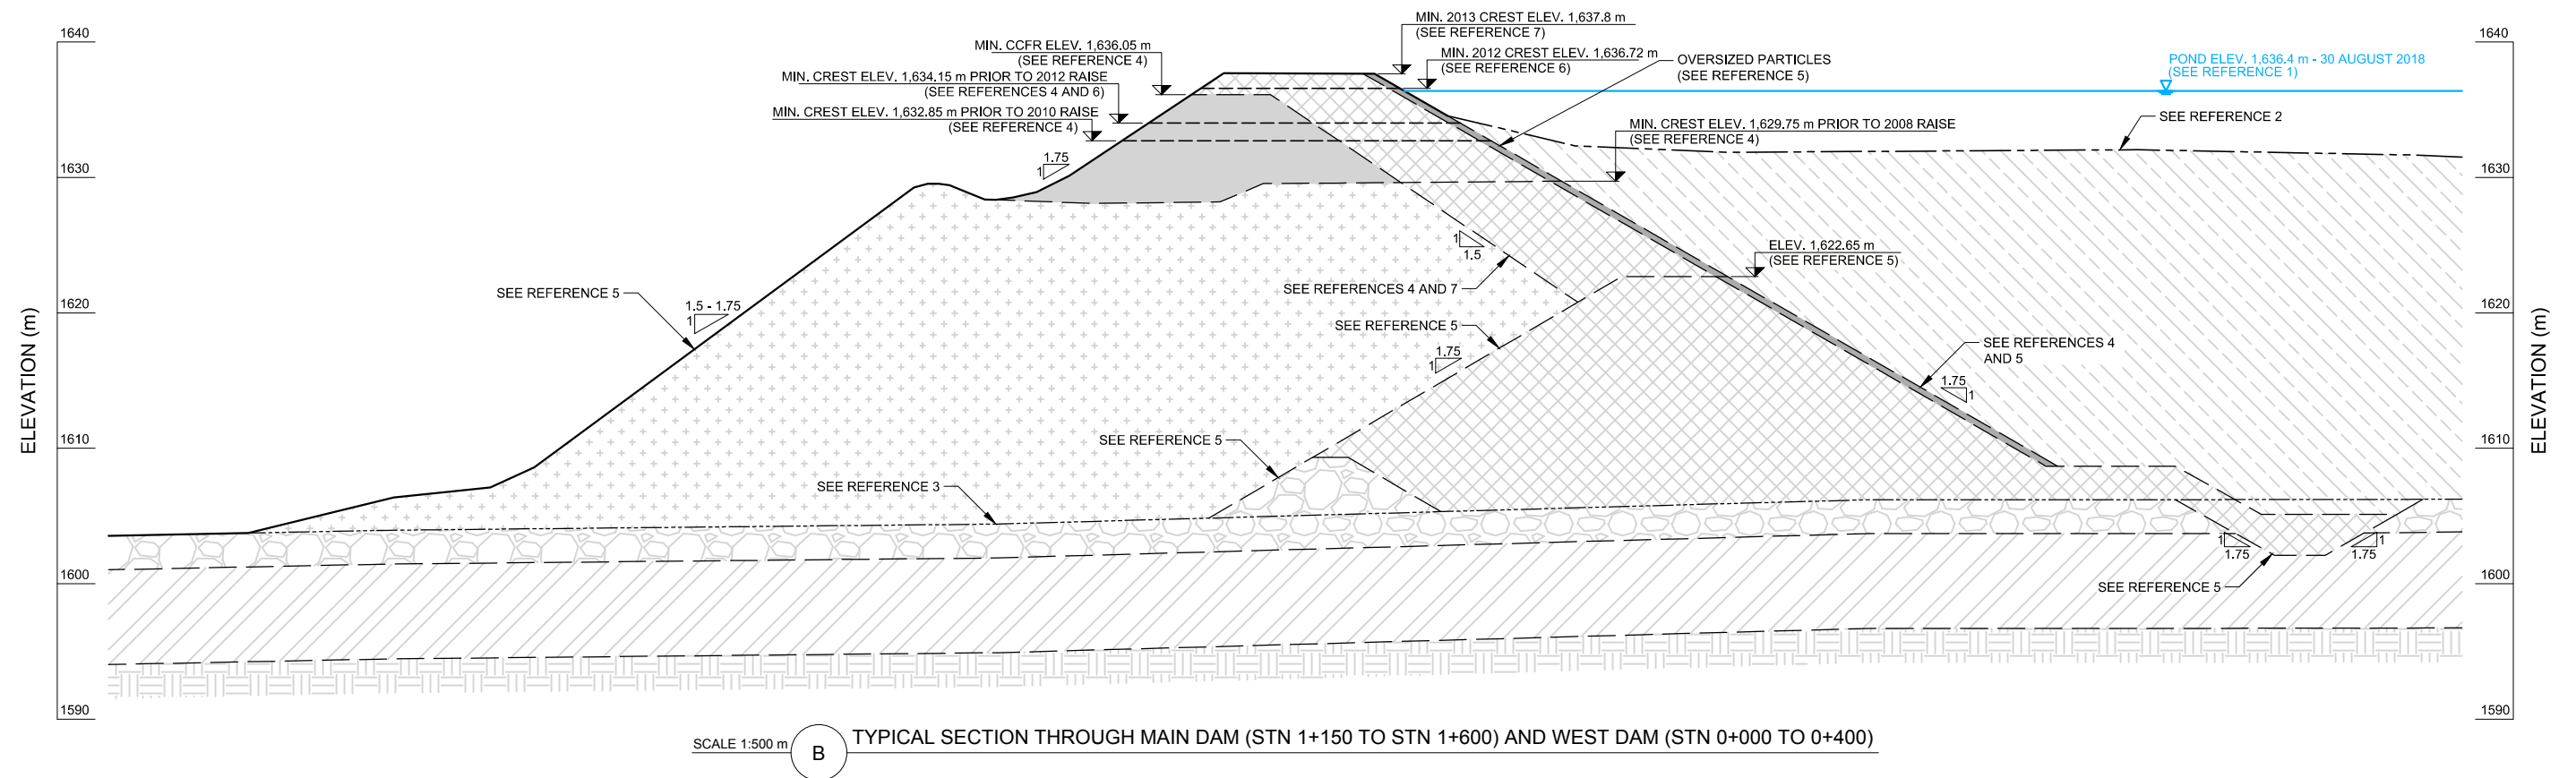 MIN. 2013 CREST ELEV. 1,637.8 m
(SEE REFERENCE 7)
1640
1640
MIN. CCFR ELEV. 1,636.05 m
(SEE REFERENCE 4)
MIN. 2012 CREST ELEV. 1,636.72 m
(SEE REFERENCE 6)
OVERSIZED PARTICLES
(SEE REFERENCE 5)
POND ELEV. 1,636.4 m - 30 AUGUST 2018
(SEE REFERENCE 1)
MIN. CREST ELEV. 1,634.15 m PRIOR TO 2012 RAISE
(SEE REFERENCES 4 AND 6)
MIN. CREST ELEV. 1,632.85 m PRIOR TO 2010 RAISE
(SEE REFERENCE 4)
MIN. CREST ELEV. 1,629.75 m PRIOR TO 2008 RAISE
(SEE REFERENCE 4)
SEE REFERENCE 2
1.75
1
1630
1630
1
1.5
ELEV. 1,622.65 m
(SEE REFERENCE 5)
SEE REFERENCE 5
1.5 - 1.75
1
SEE REFERENCES 4 AND 7
1620
1620
SEE REFERENCE 5
1.75
1
SEE REFERENCES 4
AND 5
1.75
1
ELEVATION (m)
ELEVATION (m)
1610
1610
SEE REFERENCE 5
SEE REFERENCE 3
1
1.75
1
1.75
1600
1600
SEE REFERENCE 5
1590
1590
SCALE 1:500 m
B
TYPICAL SECTION THROUGH MAIN DAM (STN 1+150 TO STN 1+600) AND WEST DAM (STN 0+000 TO 0+400)